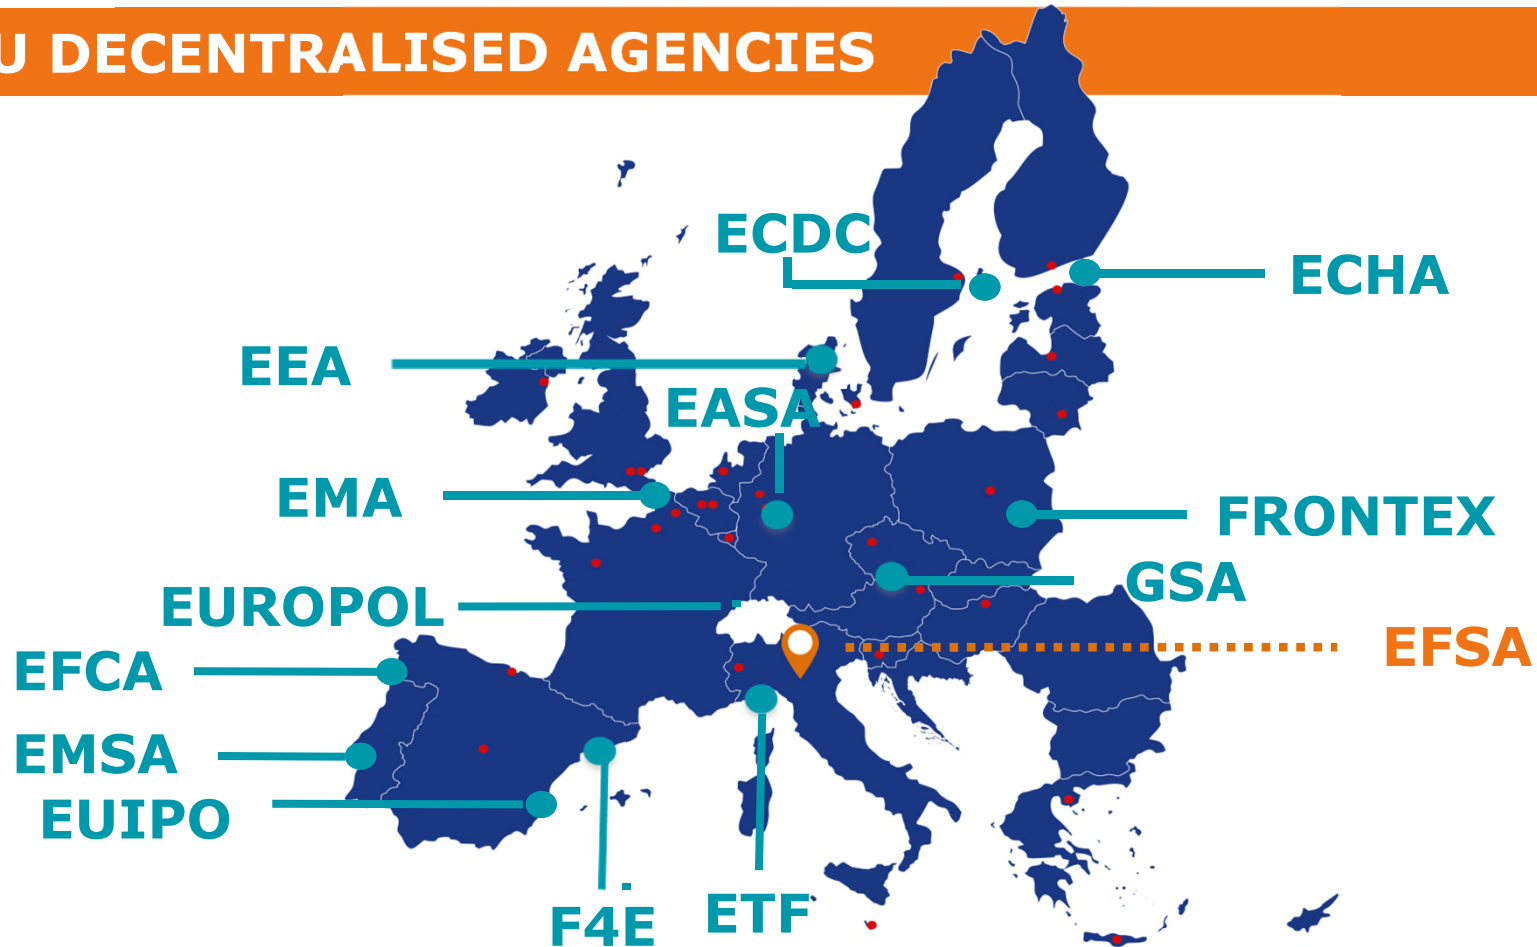 U DECENTRALISED AGENCIES
ECDC
ECHA
EEA
EASA
EMA
FRONTEX
GSA
EUROPOL
EFSA
EFCA
EMSA
EUIPO
ETF
F4E